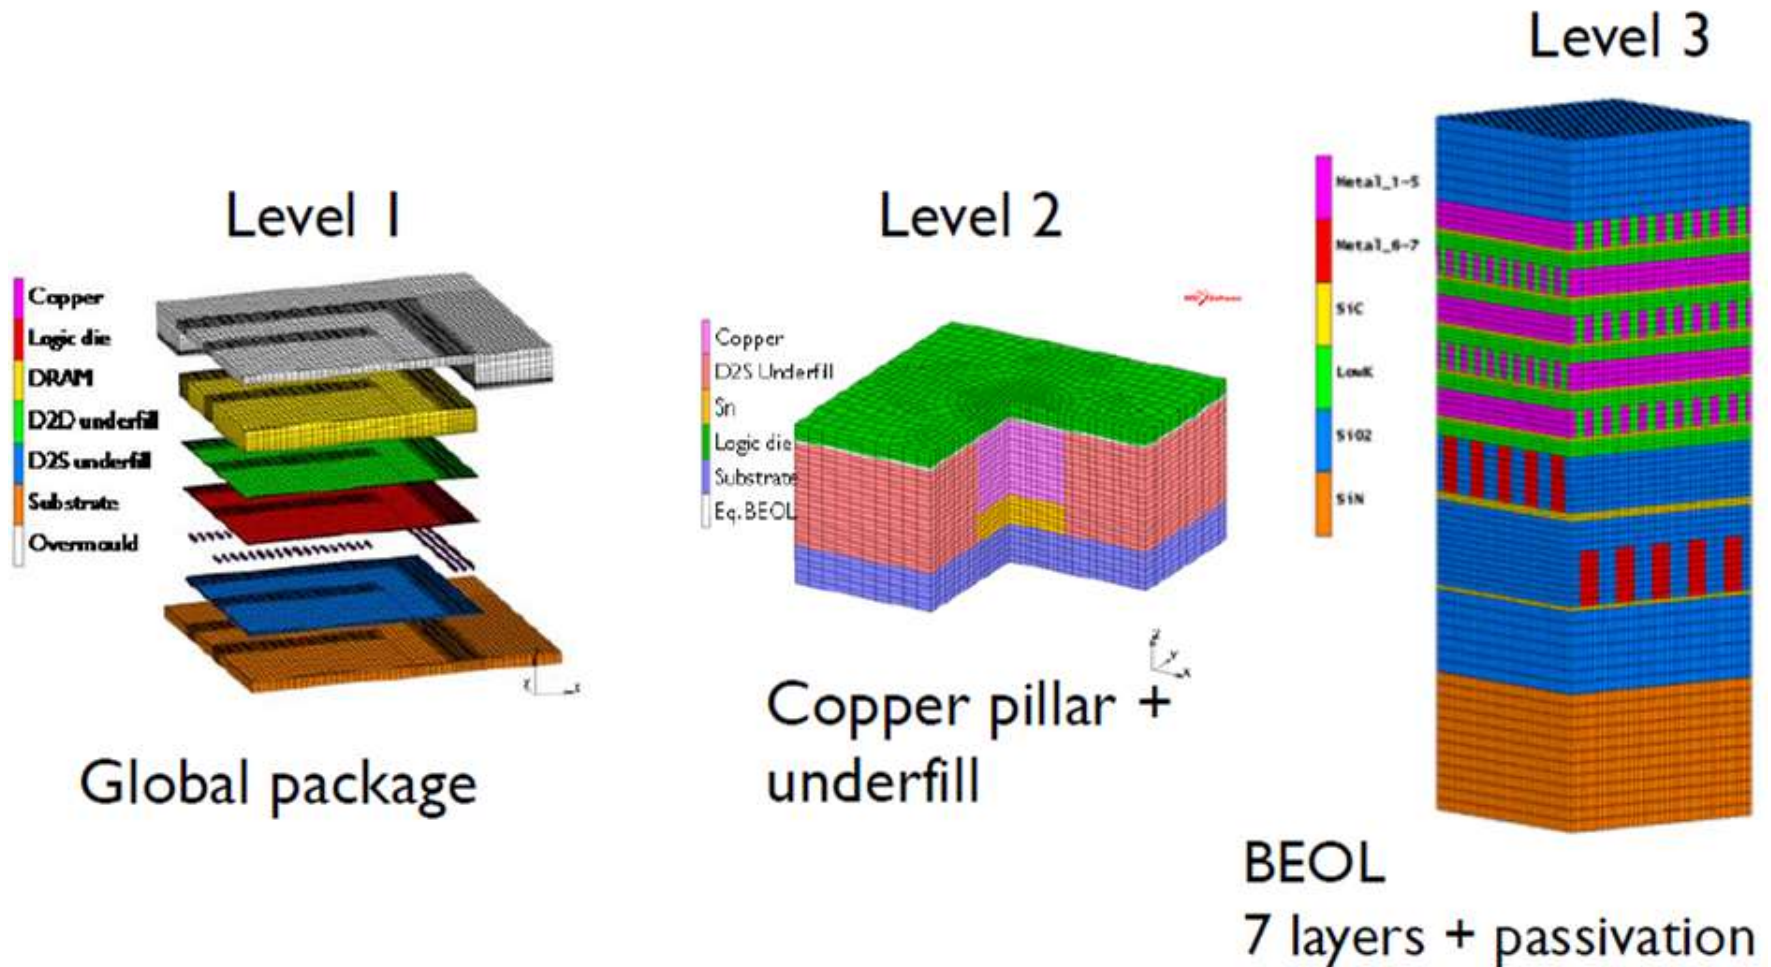 Level 1
Copper
Logic die
DRAM
D2D underfill
D2S underfill
Substrate
Overmould
Z
X
Global package
Level 2
Copper
D2S Underfill
Sn
Logic die
Substrate
Eq. BEOL
Z
Y
X
Copper pillar +
underfill
Level 3
Metal_1-5
Metal_6-7
SiC
LowK
SiO2
SiN
BEOL
7 layers + passivation